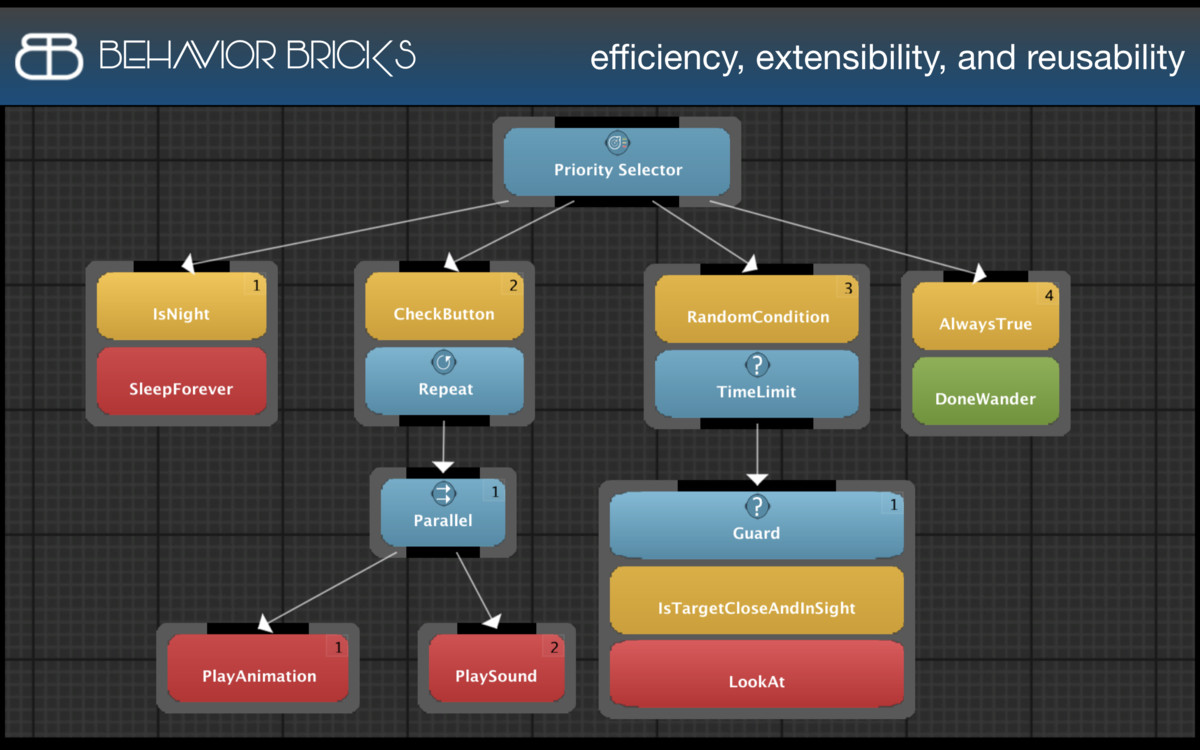 BEHAVIOR BRICKS
efficiency, extensibility, and reusability
Priority Selector
1
IsNight
SleepForever
2
CheckButton
Repeat
3
RandomCondition
?
TimeLimit
4
AlwaysTrue
DoneWander
1
Parallel
1
?
Guard
IsTargetCloseAndInSight
LookAt
1
PlayAnimation
2
PlaySound